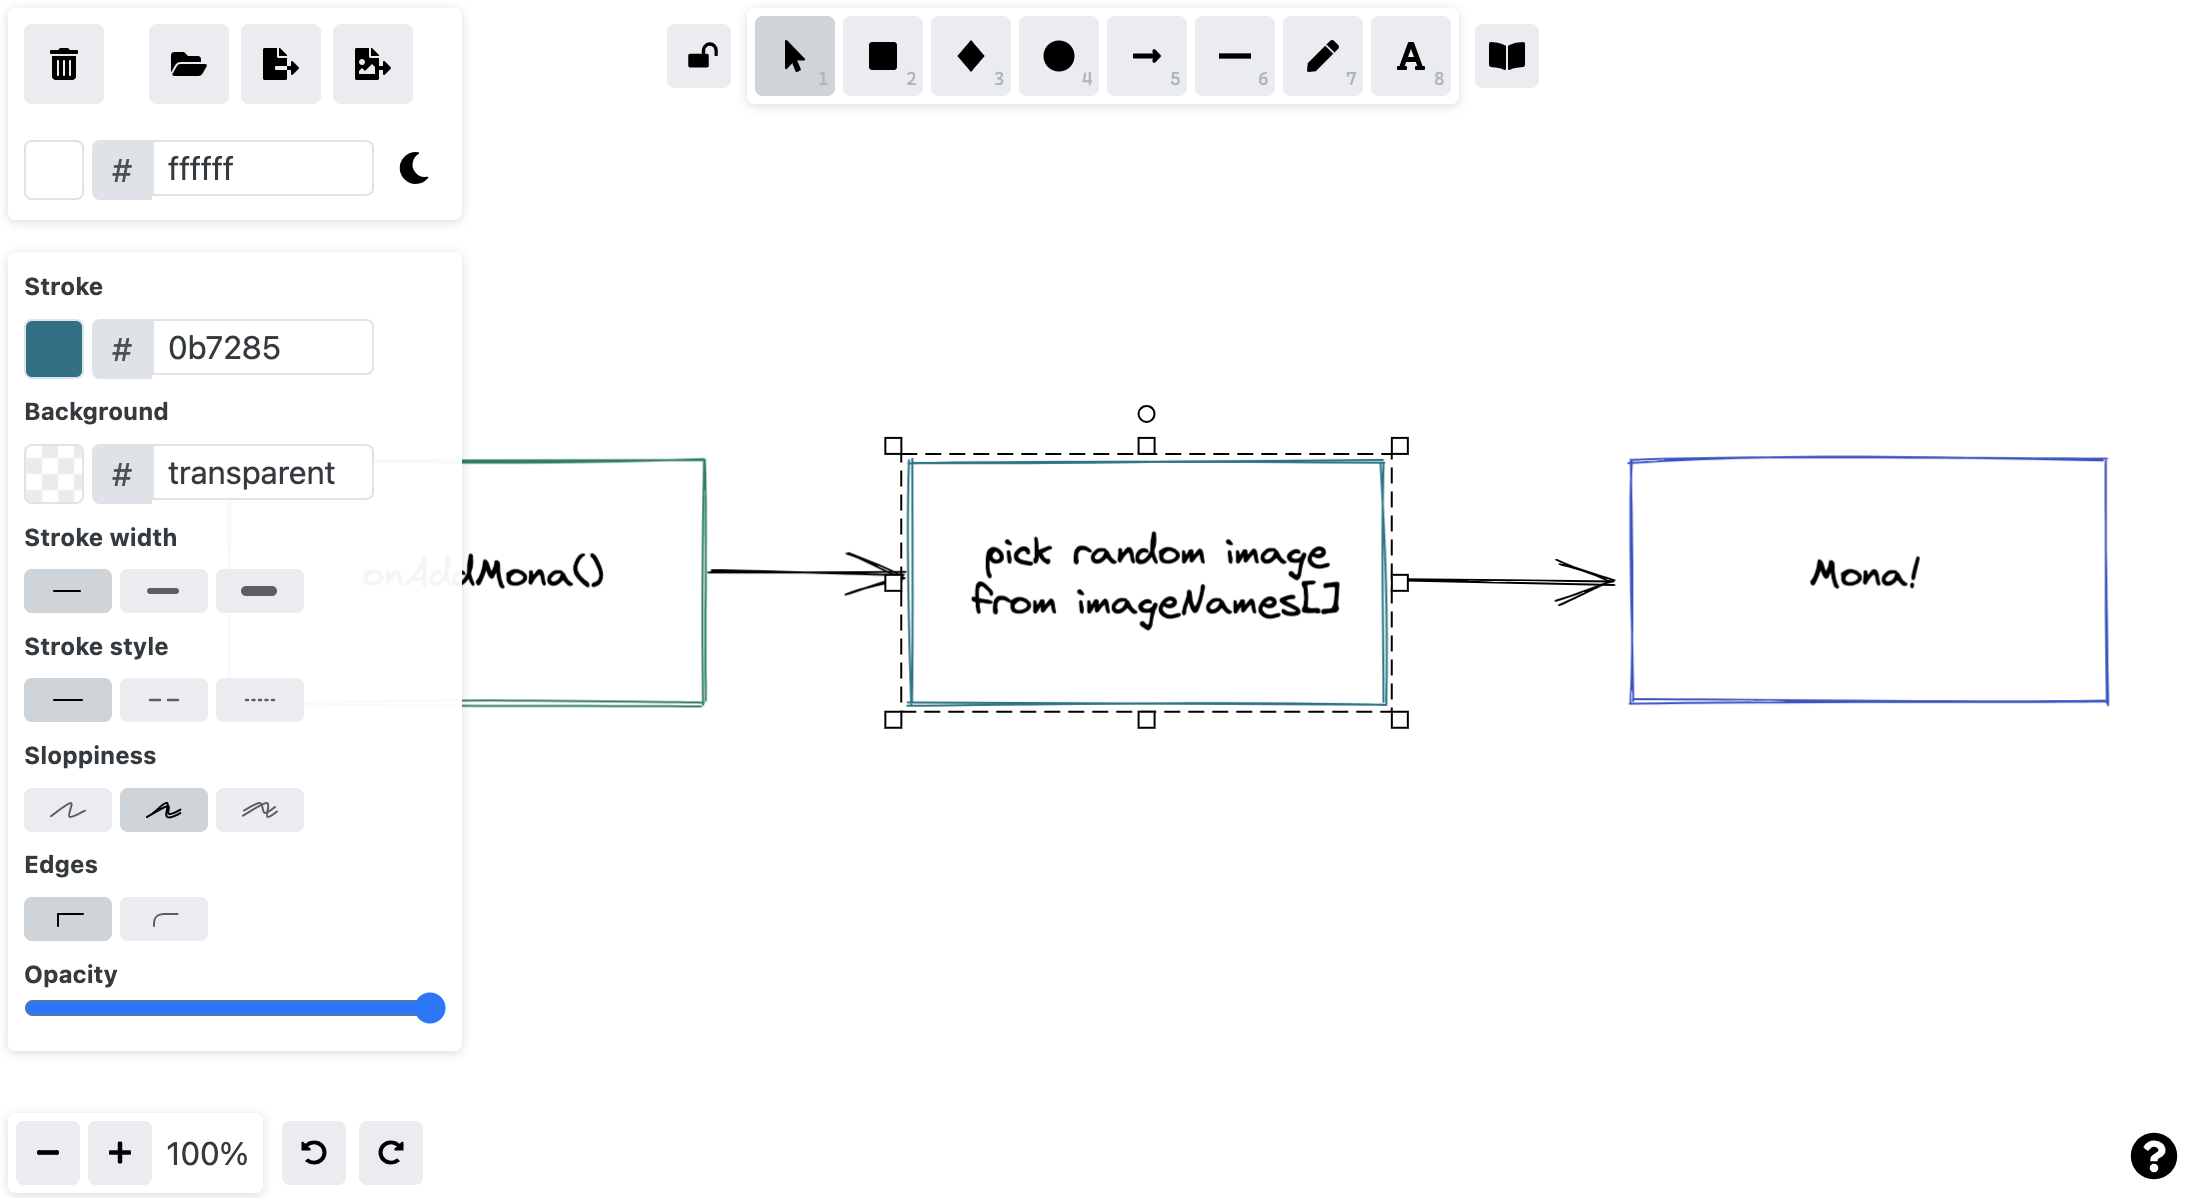 1
2
3
4
5
6
7
A 8
# ffffff
Stroke
# 0b7285
Background
# transparent
Stroke width
Stroke style
Sloppiness
Edges
Opacity
onAddMona()
pick random image
from imageNames[]
Mona!
100%
?